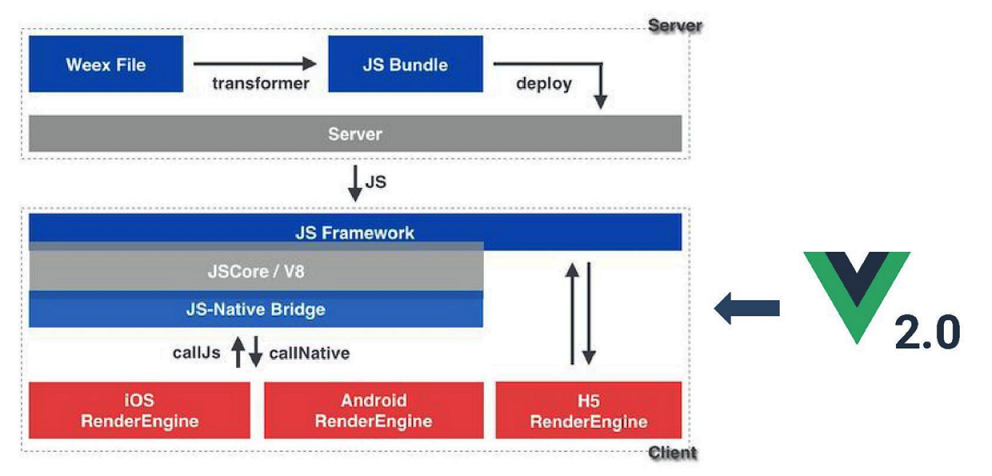 Server
Weex File
transformer
JS Bundle
deploy
Server
JS
JS Framework
JSCore / V8
JS-Native Bridge
callJs
callNative
iOS
RenderEngine
Android
RenderEngine
H5
RenderEngine
Client
2.0